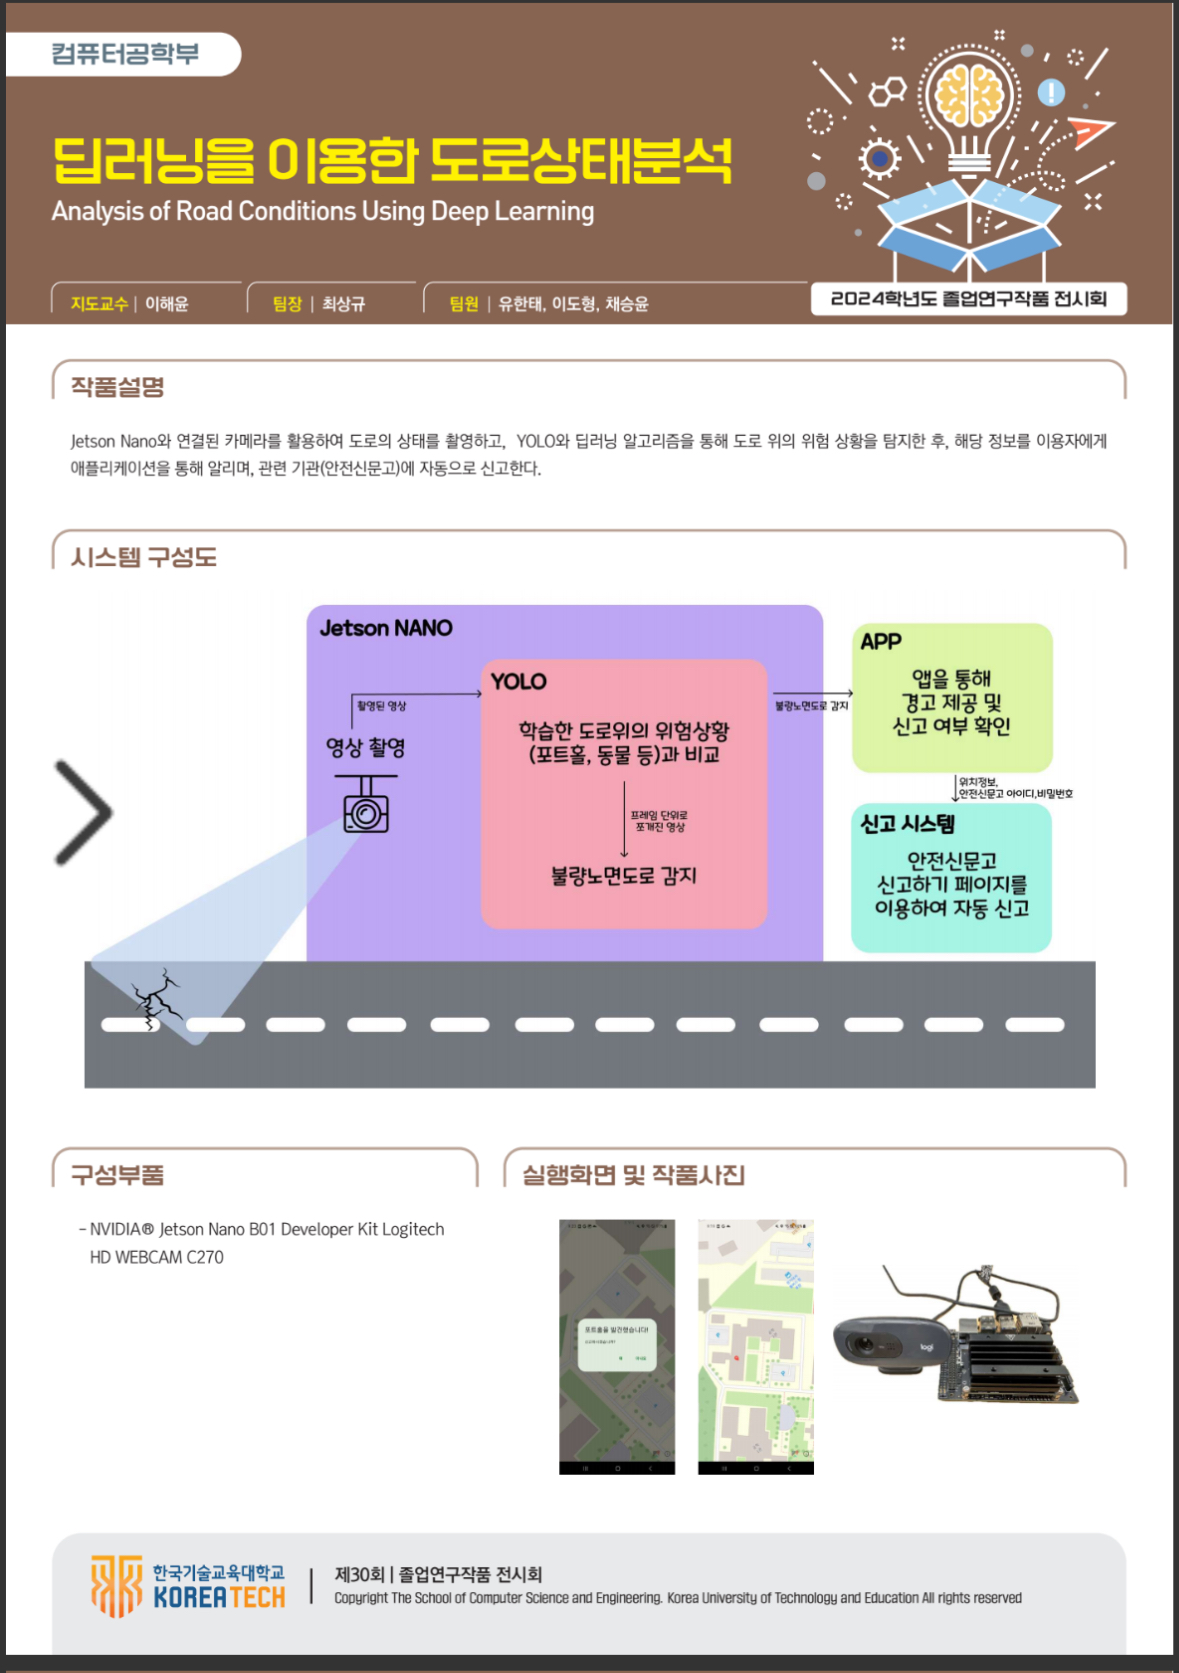 컴퓨터공학부
딥러닝을 이용한 도로상태분석
Analysis of Road Conditions Using Deep Learning
지도교수 | 이해윤
팀장 | 최상규
팀원 | 유한태, 이도형, 채승윤
2024학년도 졸업연구작품 전시회
작품설명
Jetson Nano와 연결된 카메라를 활용하여 도로의 상태를 촬영하고, YOLO와 딥러닝 알고리즘을 통해 도로 위의 위험 상황을 탐지한 후, 해당 정보를 이용자에게
애플리케이션을 통해 알리며, 관련 기관(안전신문고)에 자동으로 신고한다.
시스템 구성도
Jetson NANO
촬영된 영상
영상 촬영
YOLO
학습한 도로위의 위험상황
(포트홀, 동물 등)과 비교
프레임 단위로
쪼개진 영상
불량노면도로 감지
불량노면도로 감지
APP
앱을 통해
경고 제공 및
신고 여부 확인
위치정보,
안전신문고 아이디,비밀번호
신고 시스템
안전신문고
신고하기 페이지를
이용하여 자동 신고
구성부품
- NVIDIA® Jetson Nano B01 Developer Kit Logitech
HD WEBCAM C270
실행화면 및 작품사진
포트홀을 발견했습니다!
logi
한국기술교육대학교
KOREATECH
제30회 | 졸업연구작품 전시회
Copyright The School of Computer Science and Engineering. Korea University of Technology and Education All rights reserved